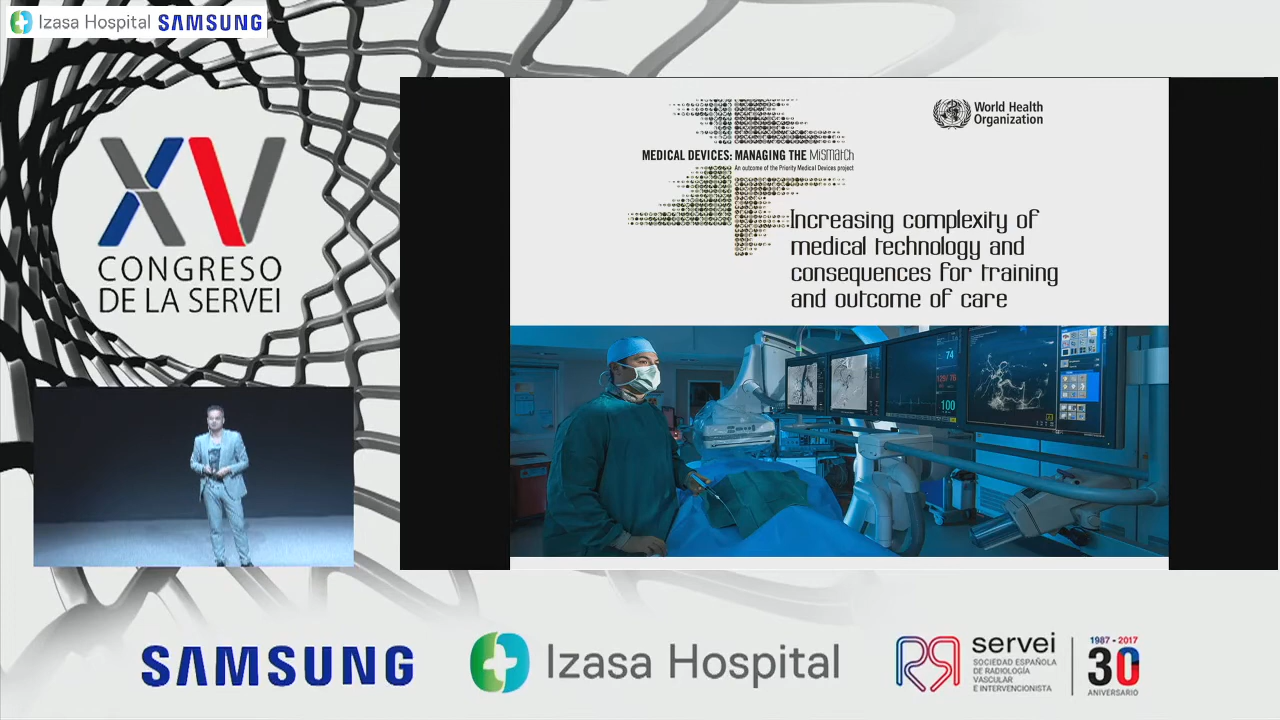 Izasa Hospital SAMSUNG
XV
CONGRESO
DE LA SERVEI
World Health
Organization
MEDICAL DEVICES: MANAGING THE Mismatch
An outcome of the Priority Medical Devices project
Increasing complexity of
medical technology and
consequences for training
and outcome of care
74
100
SAMSUNG
Izasa Hospital
servei
SOCIEDAD ESPAÑOLA
DE RADIOLOGÍA
VASCULAR
E INTERVENCIONISTA
1987 - 2017
30
ANIVERSARIO